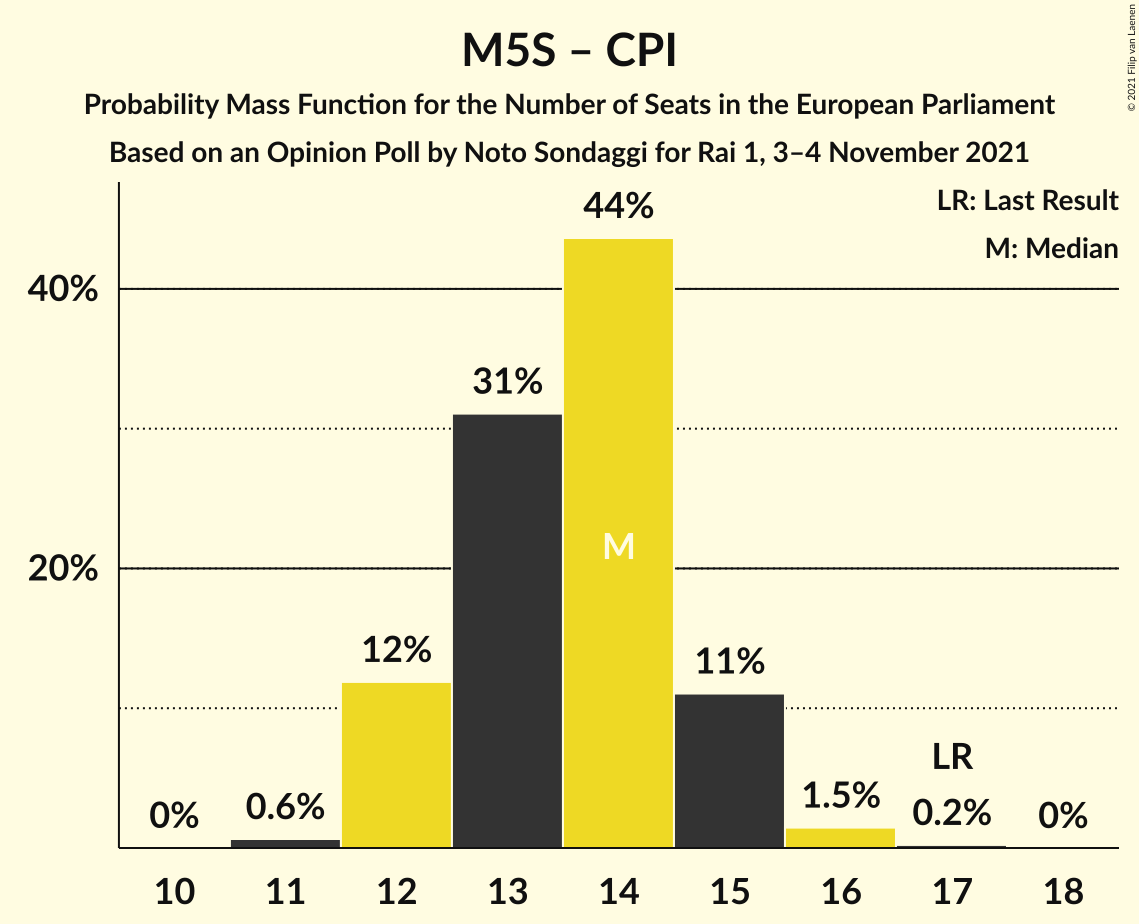 M5S – CPI
Probability Mass Function for the Number of Seats in the European Parliament
Based on an Opinion Poll by Noto Sondaggi for Rai 1, 3–4 November 2021
© 2021 Filip van Laenen
LR: Last Result
M: Median
40%
20%
0%
0.6%
12%
31%
44%
M
11%
1.5%
LR
0.2%
0%
10 11 12 13 14 15 16 17 18